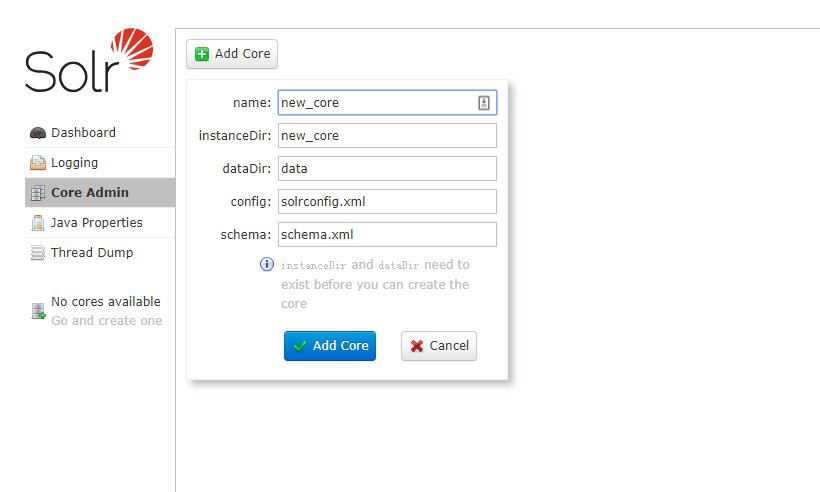 Solr
Add Core
name: new_core
instanceDir: new_core
dataDir: data
config: solrconfig.xml
schema: schema.xml
instanceDir and dataDir need to
exist before you can create the
core
Add Core
Cancel
Dashboard
Logging
Core Admin
Java Properties
Thread Dump
No cores available
Go and create one